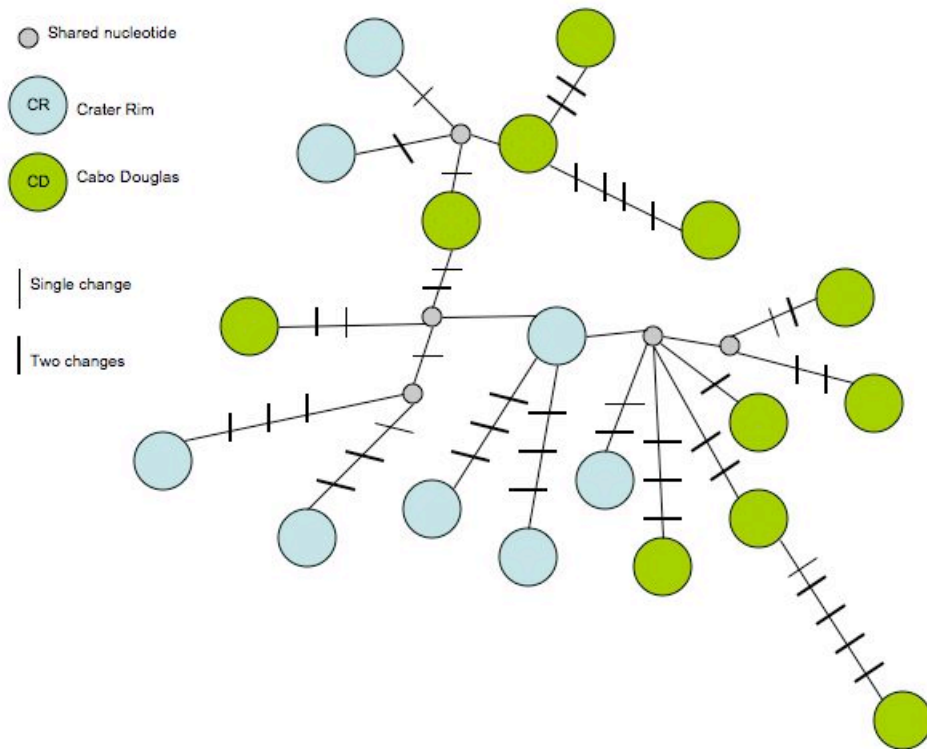 Shared nucleotide
CR
Crater Rim
CD
Cabo Douglas
Single change
Two changes